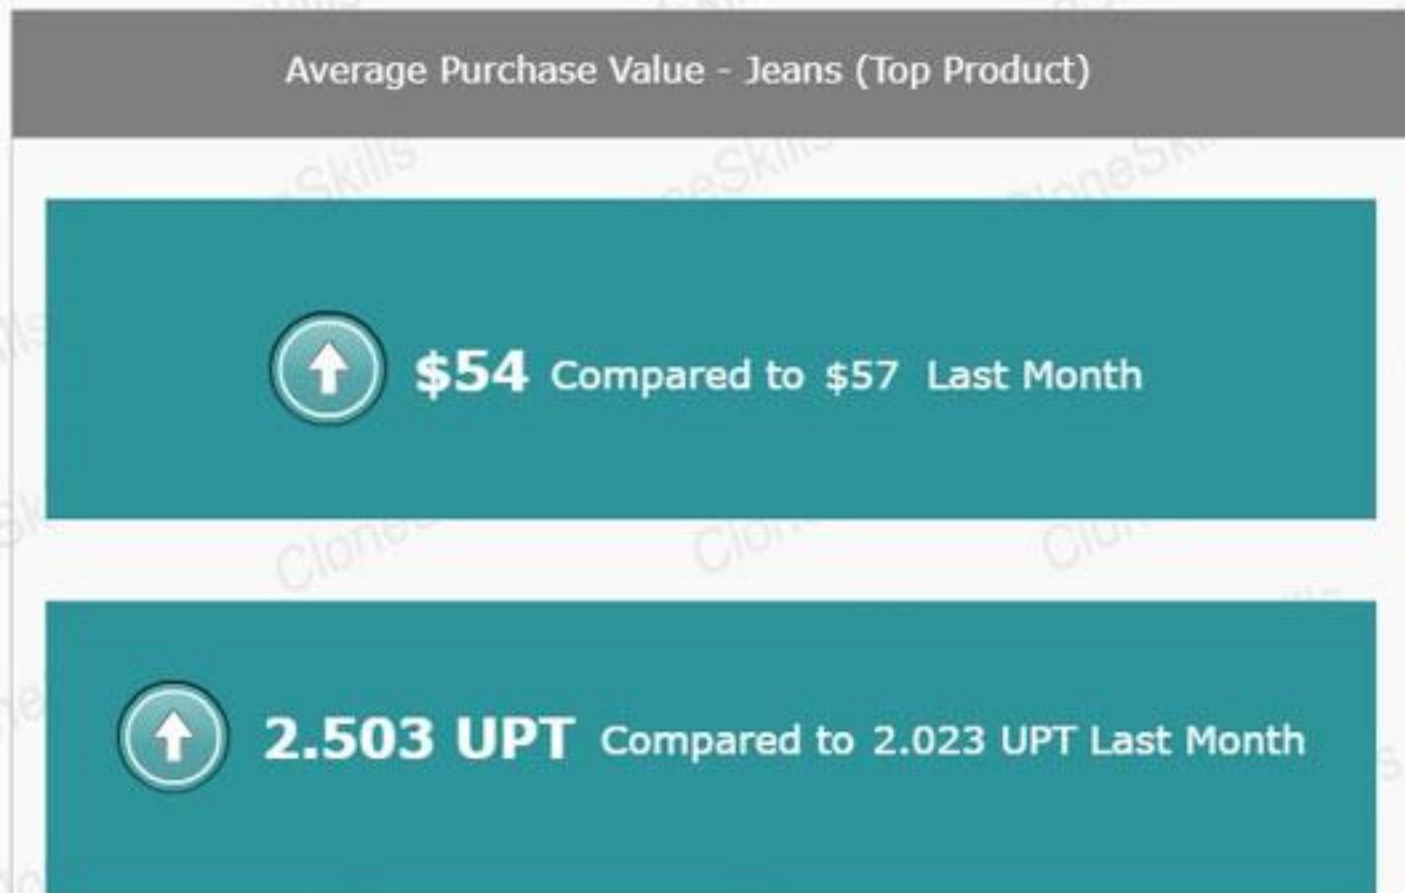 Average Purchase Value - Jeans (Top Product)
$54 Compared to $57 Last Month
2.503 UPT Compared to 2.023 UPT Last Month